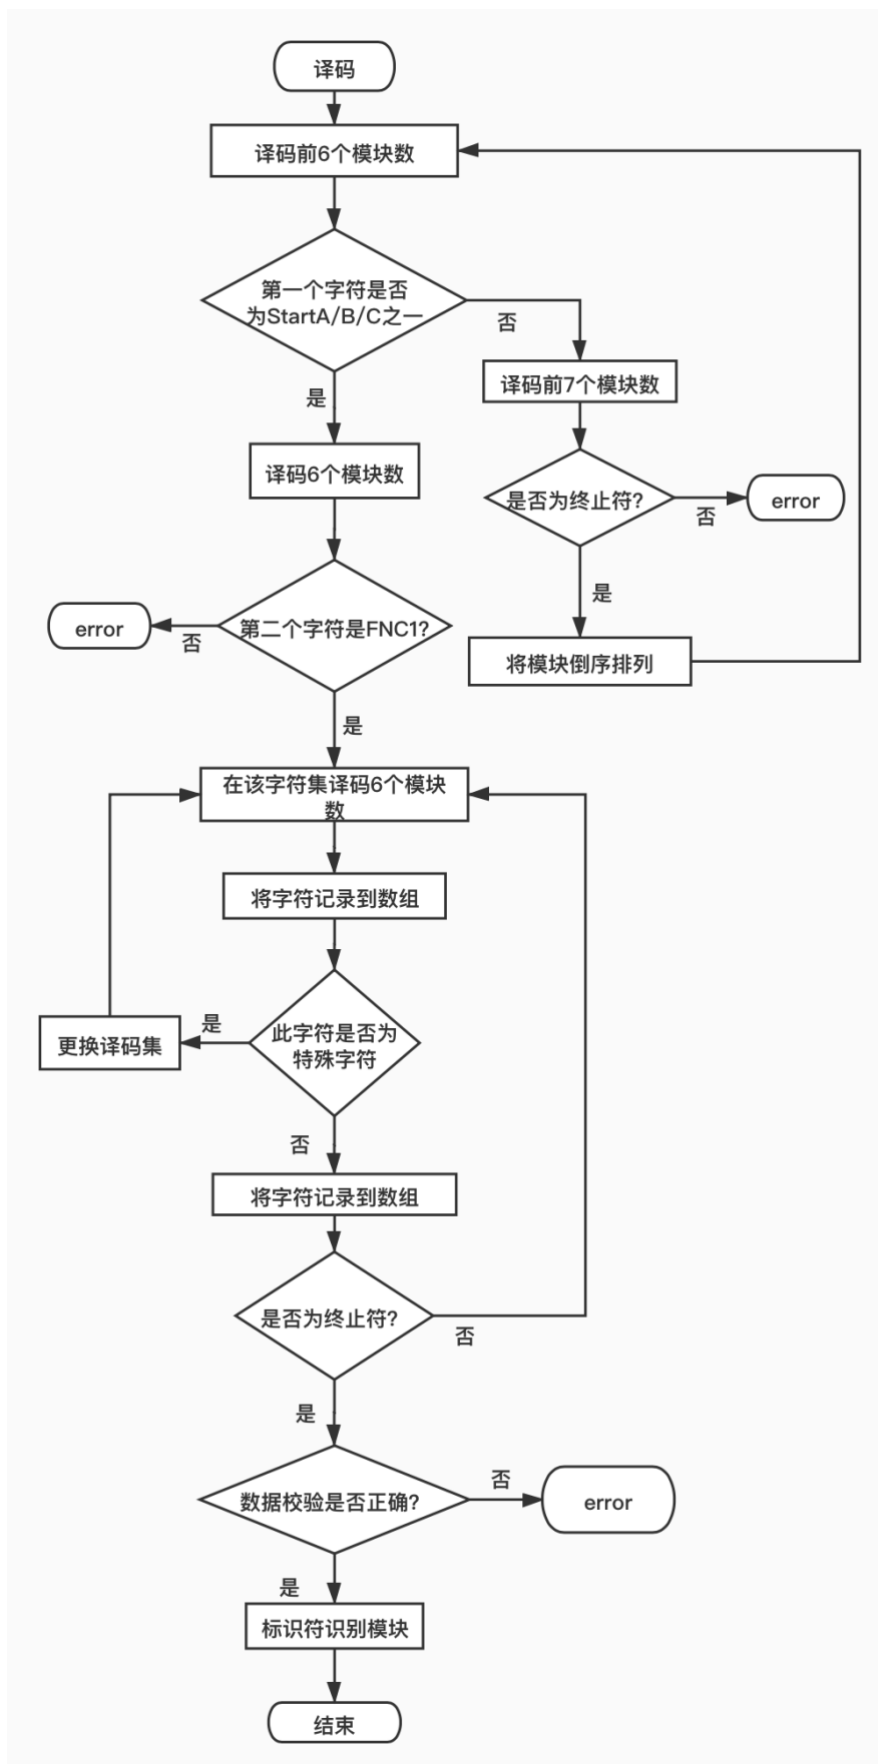 译码
译码前6个模块数
第一个字符是否
为StartA/B/C之一
否
译码前7个模块数
是
译码6个模块数
是否为终止符?
否
error
是
第二个字符是FNC1?
否
error
将模块倒序排列
是
在该字符集译码6个模块
数
将字符记录到数组
此字符是否为
特殊字符
是
更换译码集
否
将字符记录到数组
是否为终止符?
否
是
数据校验是否正确?
否
error
是
标识符识别模块
结束